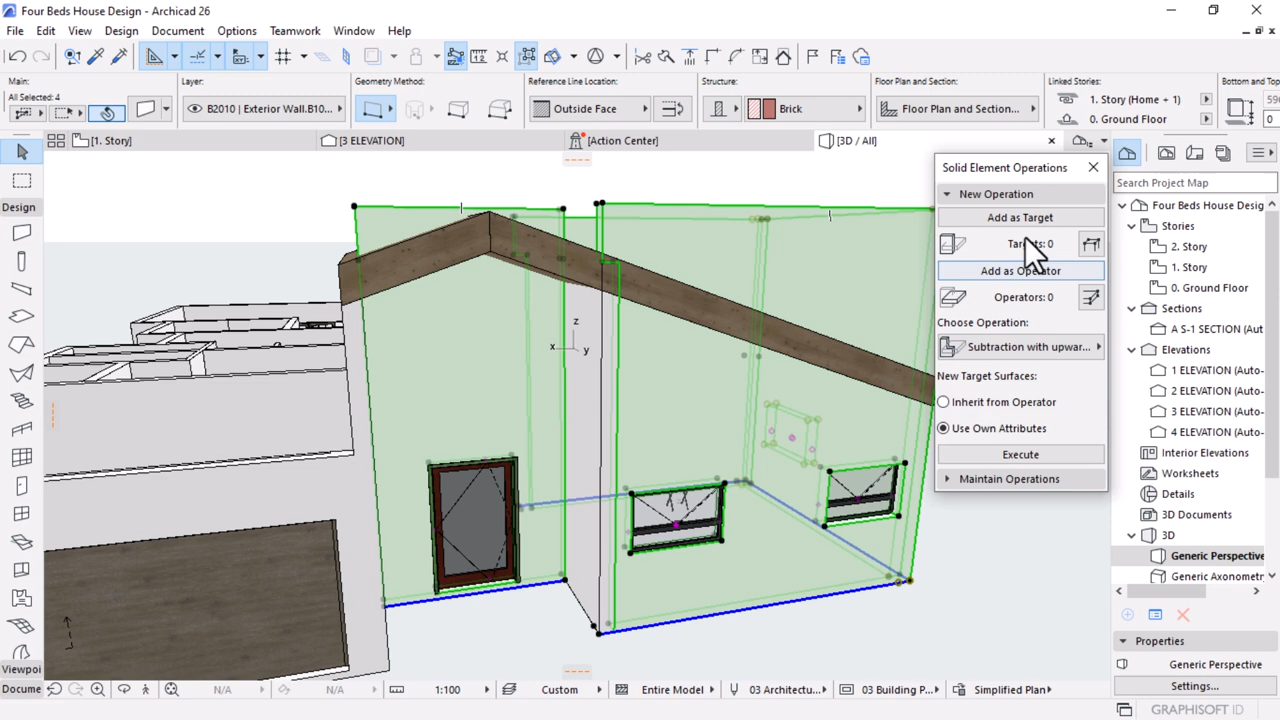 Four Beds House Design - Archicad 26
File Edit View Design Document Options Teamwork Window Help
Main:
All Selected: 4
Layer:
B2010 | Exterior Wall.B10...
Geometry Method:
Reference Line Location:
Outside Face
Structure:
Brick
Floor Plan and Section:
Floor Plan and Section...
Linked Stories:
1. Story (Home + 1)
0. Ground Floor
Bottom and Top
[1. Story]
[3 ELEVATION]
[Action Center]
[3D / All]
Design
Viewpoi
Docume
Solid Element Operations
New Operation
Add as Target
Targets: 0
Add as Operator
Operators: 0
Choose Operation:
Subtraction with upwar...
New Target Surfaces:
Inherit from Operator
Use Own Attributes
Execute
Maintain Operations
z
x
y
Search Project Map
Four Beds House Desig
Stories
2. Story
1. Story
0. Ground Floor
Sections
A S-1 SECTION (Aut
Elevations
1 ELEVATION (Auto-
2 ELEVATION (Auto-
3 ELEVATION (Auto-
4 ELEVATION (Auto-
Interior Elevations
Worksheets
Details
3D Documents
3D
Generic Perspective
Generic Axonometr
Properties
Generic Perspective
Settings...
N/A
N/A
1:100
Custom
Entire Model
03 Architectu...
03 Building P...
Simplified Plan
GRAPHISOFT ID